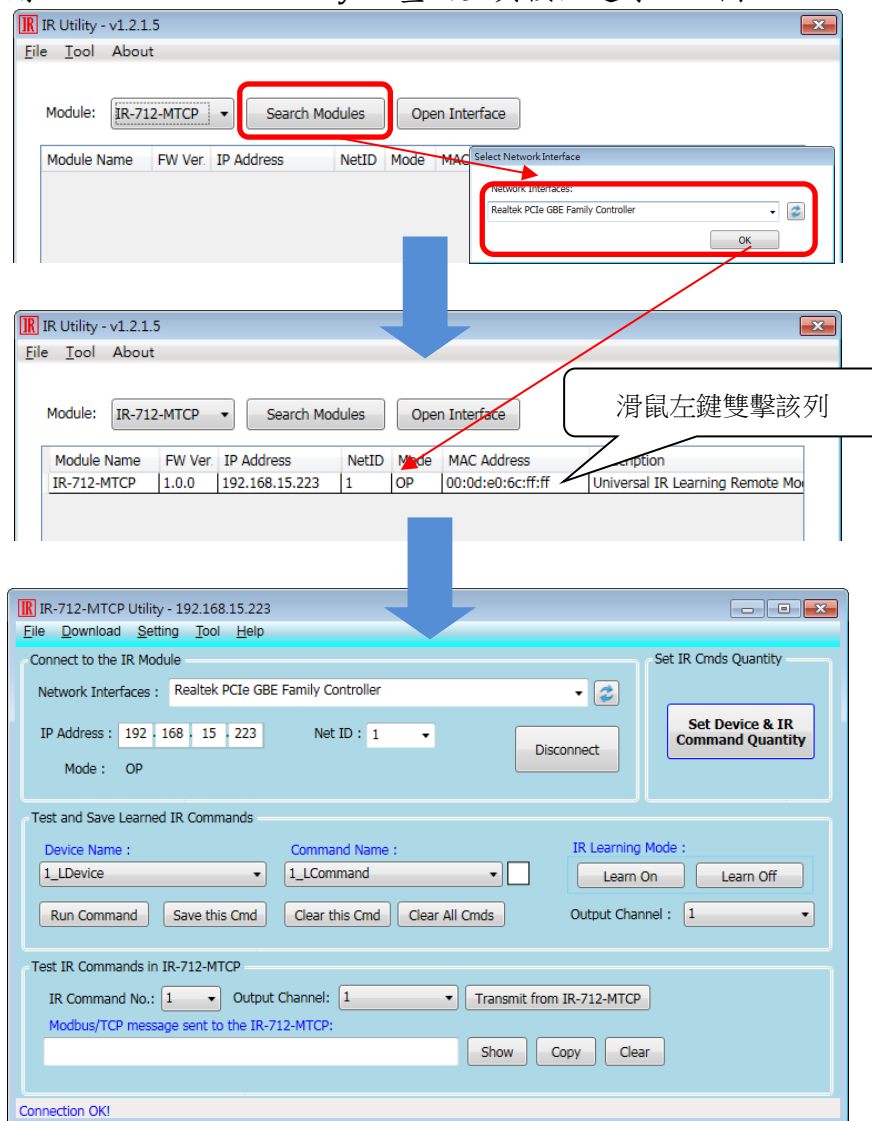 IR Utility - v1.2.1.5
File Tool About
Module: IR-712-MTCP Search Modules Open Interface
Module Name FW Ver. IP Address NetID Mode MAC
Select Network Interface
Network Interfaces:
Realtek PCIe GBE Family Controller
OK
IR Utility - v1.2.1.5
File Tool About
Module: IR-712-MTCP Search Modules Open Interface
滑鼠左鍵雙擊該列
Module Name FW Ver. IP Address NetID Mode MAC Address
IR-712-MTCP 1.0.0 192.168.15.223 1 OP 00:0d:e0:6c:ff:ff Universal IR Learning Remote
IR-712-MTCP Utility - 192.168.15.223
File Download Setting Tool Help
Connect to the IR Module
Set IR Cmds Quantity
Network Interfaces : Realtek PCIe GBE Family Controller
IP Address : 192 . 168 . 15 . 223 Net ID : 1
Disconnect
Set Device & IR
Command Quantity
Mode : OP
Test and Save Learned IR Commands
Device Name : Command Name : IR Learning Mode :
1_LDevice 1_LCommand Learn On Learn Off
Run Command Save this Cmd Clear this Cmd Clear All Cmds Output Channel : 1
Test IR Commands in IR-712-MTCP
IR Command No.: 1 Output Channel: 1 Transmit from IR-712-MTCP
Modbus/TCP message sent to the IR-712-MTCP:
Show Copy Clear
Connection OK!